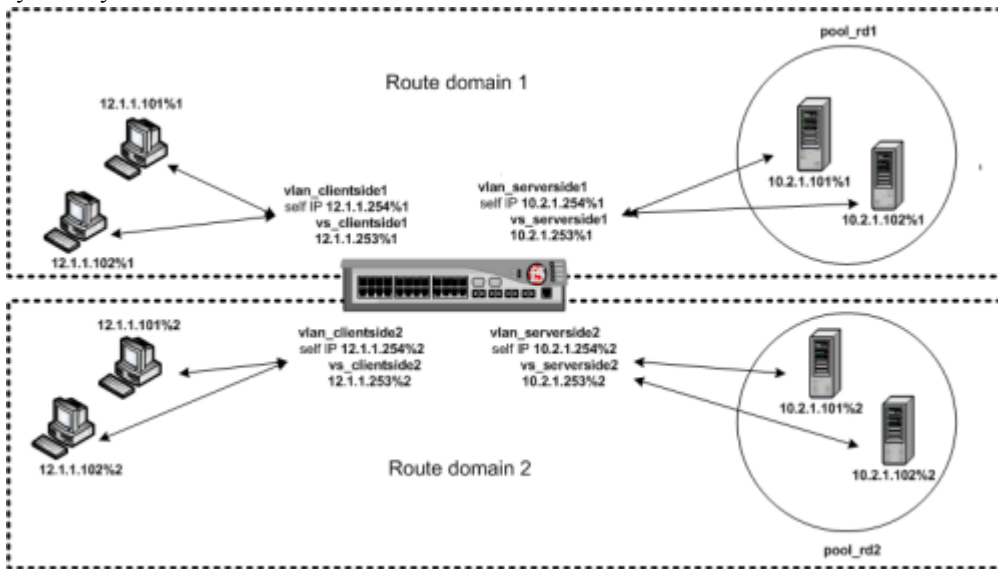 pool_rd1
Route domain 1
12.1.1.101%1
12.1.1.102%1
vlan_clientside1
self IP 12.1.1.254%1
vs_clientside1
12.1.1.253%1
vlan_serverside1
self IP 10.2.1.254%1
vs_serverside1
10.2.1.253%1
10.2.1.101%1
10.2.1.102%1
f5
12.1.1.101%2
12.1.1.102%2
vlan_clientside2
self IP 12.1.1.254%2
vs_clientside2
12.1.1.253%2
vlan_serverside2
self IP 10.2.1.254%2
vs_serverside2
10.2.1.253%2
10.2.1.101%2
10.2.1.102%2
Route domain 2
pool_rd2